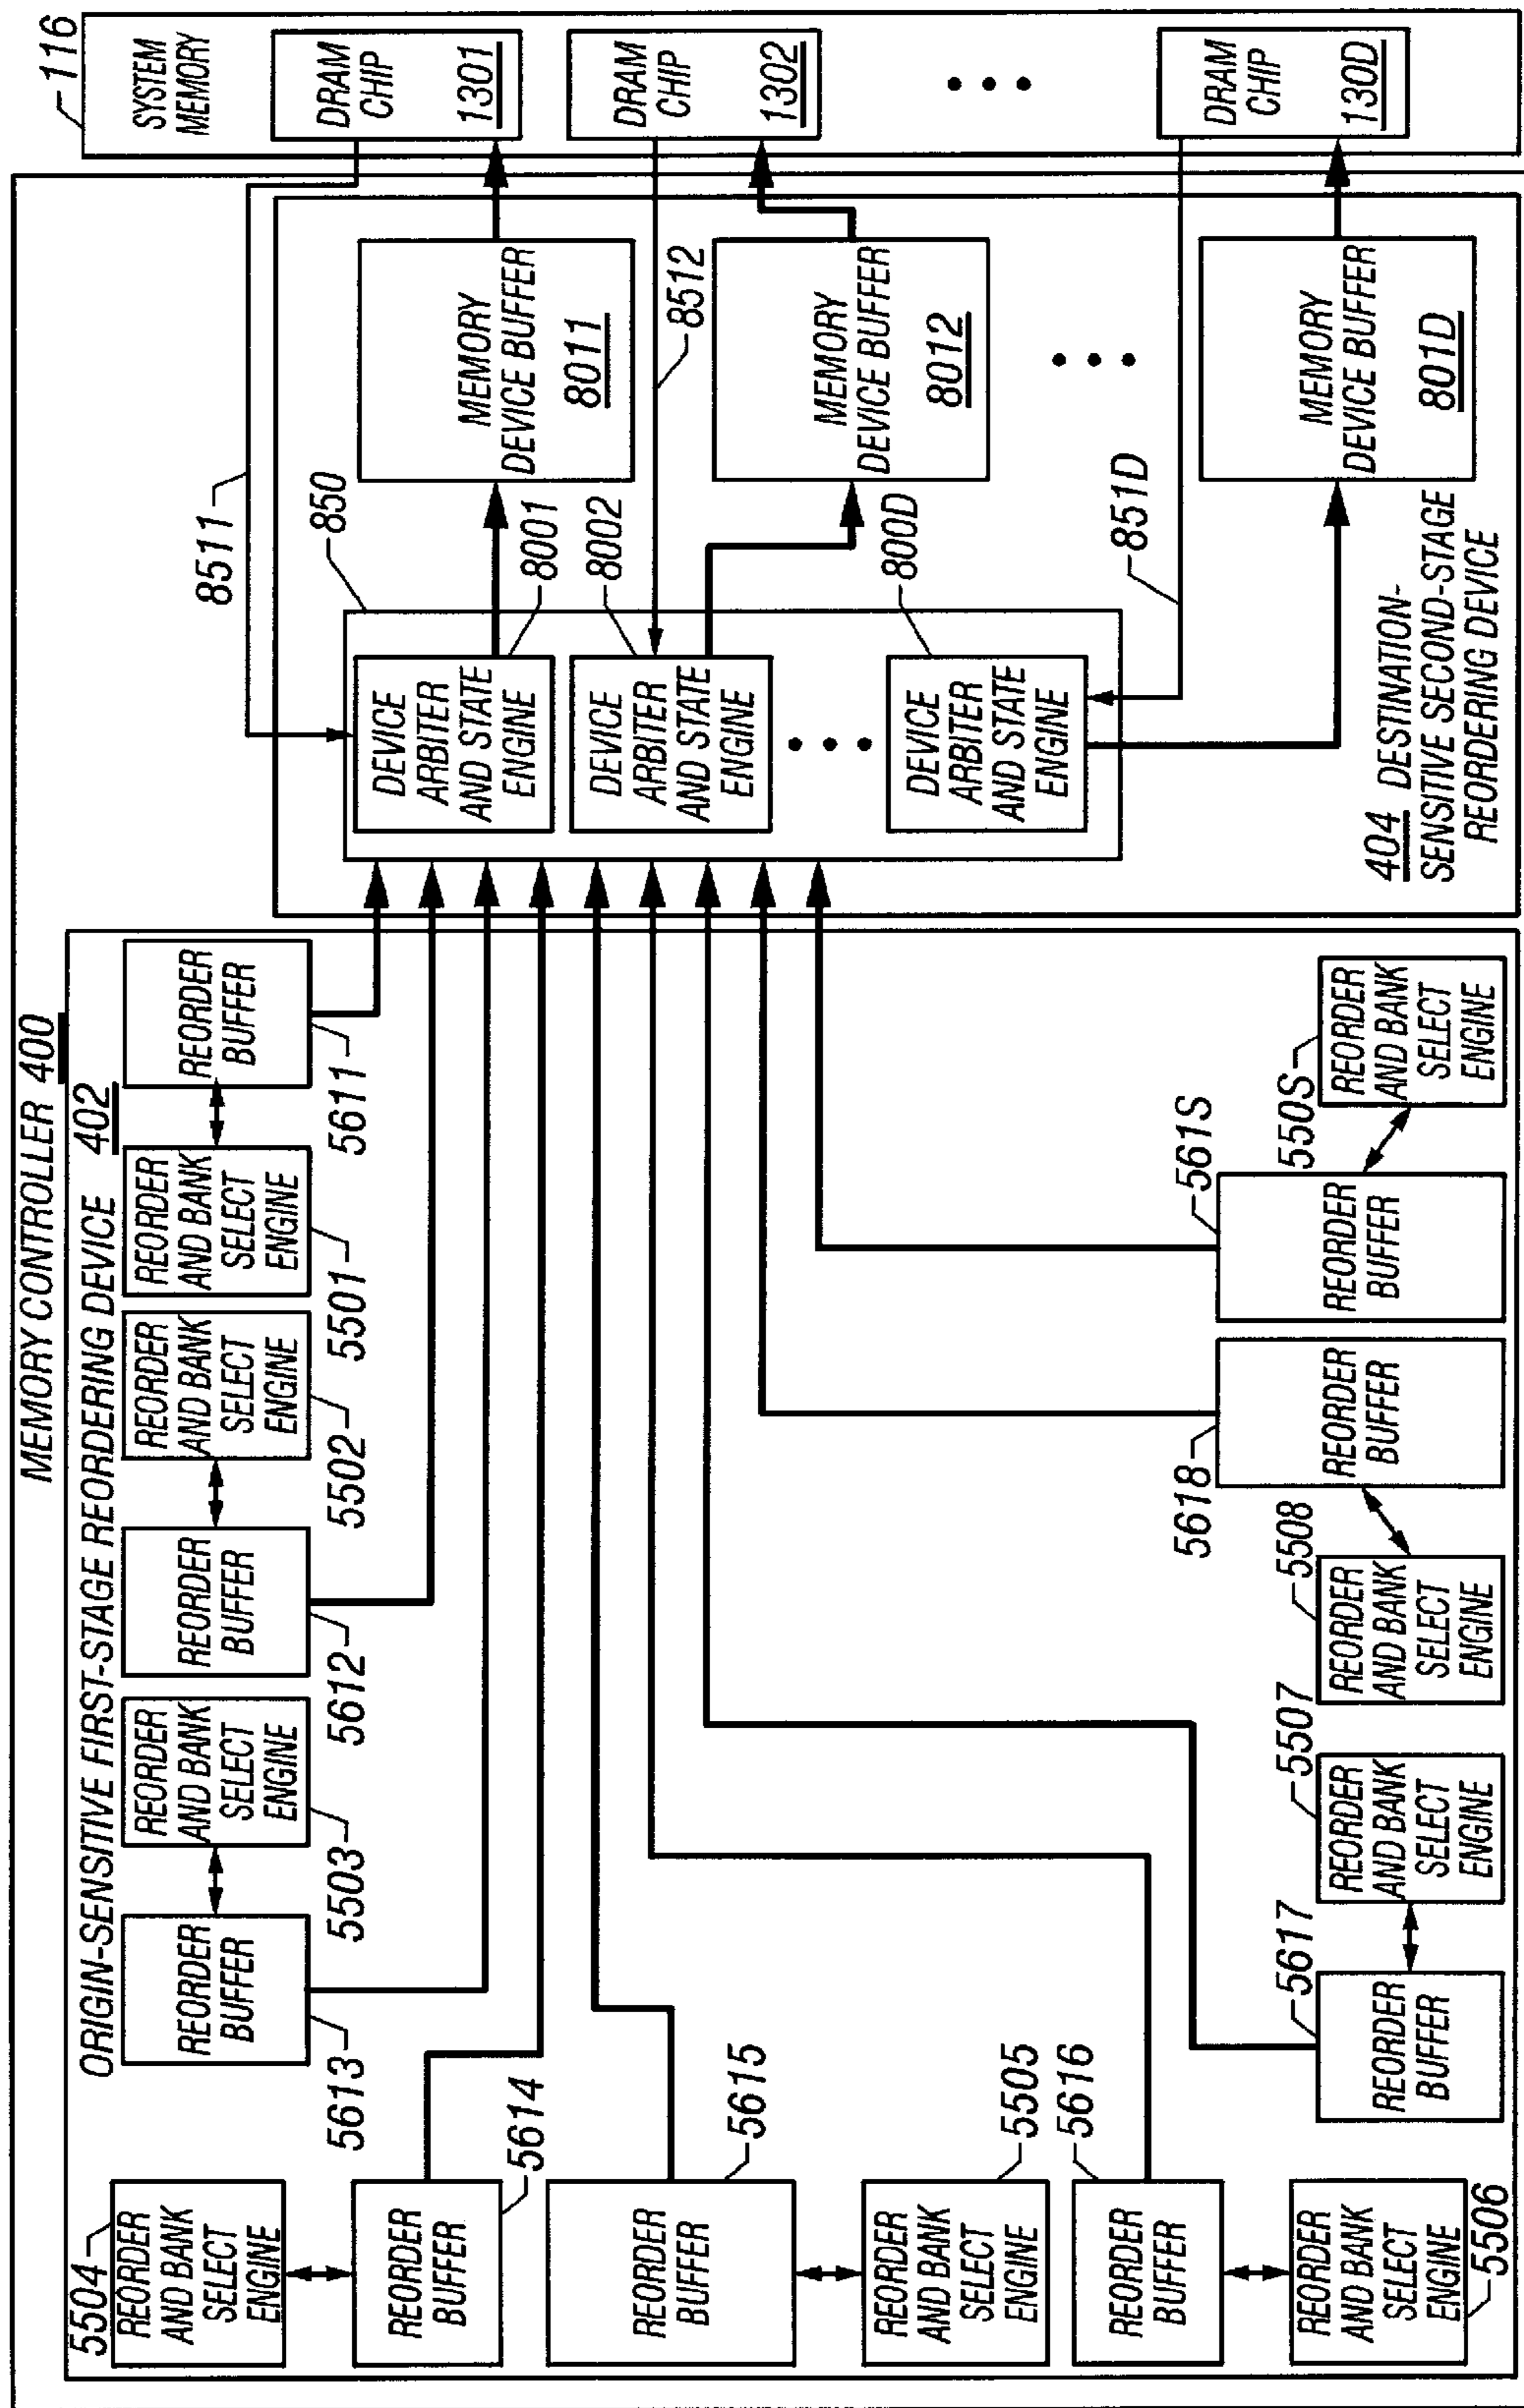 MEMORY CONTROLLER 400
ORIGIN-SENSITIVE FIRST-STAGE REORDERING DEVICE 402
5504
REORDER
AND BANK
SELECT
ENGINE
REORDER
BUFFER
5613
REORDER
AND BANK
SELECT
ENGINE
5503
REORDER
BUFFER
5612
REORDER
AND BANK
SELECT
ENGINE
5502
REORDER
AND BANK
SELECT
ENGINE
5501
REORDER
BUFFER
5611
REORDER
BUFFER
5614
REORDER
BUFFER
5615
REORDER
AND BANK
SELECT
ENGINE
5505
REORDER
BUFFER
5616
REORDER
AND BANK
SELECT
ENGINE
5506
REORDER
BUFFER
5617
REORDER
AND BANK
SELECT
ENGINE
5507
REORDER
AND BANK
SELECT
ENGINE
5508
REORDER
BUFFER
5618
REORDER
BUFFER
561S
REORDER
AND BANK
SELECT
ENGINE
550S
8511
850
DEVICE
ARBITER
AND STATE
ENGINE
8001
DEVICE
ARBITER
AND STATE
ENGINE
8002
DEVICE
ARBITER
AND STATE
ENGINE
800D
MEMORY
DEVICE BUFFER
8011
8512
MEMORY
DEVICE BUFFER
8012
851D
MEMORY
DEVICE BUFFER
801D
404 DESTINATION-
SENSITIVE SECOND-STAGE
REORDERING DEVICE
116
SYSTEM
MEMORY
DRAM
CHIP
1301
DRAM
CHIP
1302
DRAM
CHIP
130D